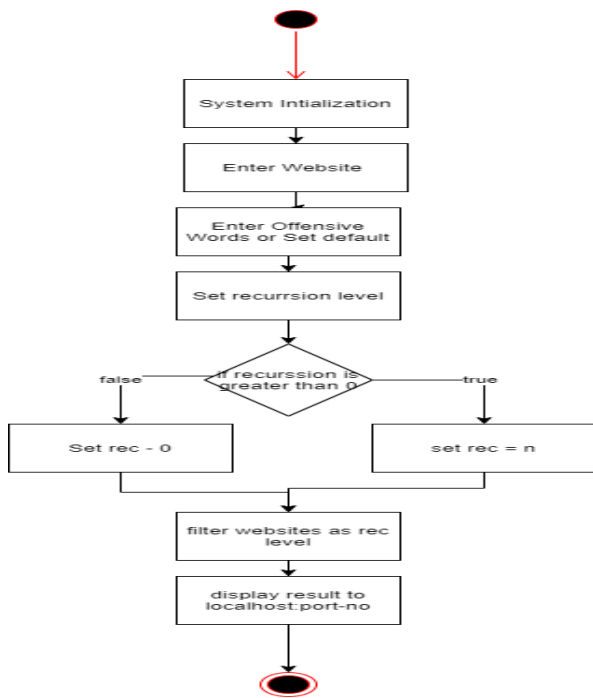 System Intialization
Enter Website
Enter Offensive
Words or Set default
Set recurrsion level
if recurssion is
greater than 0
false
true
Set rec - 0
set rec = n
filter websites as rec
level
display result to
localhost:port-no